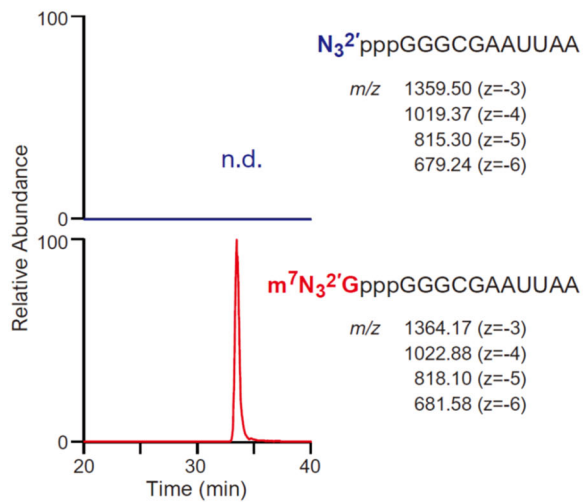 100
N₃²′pppGGGCGAAUUAA
m/z 1359.50 (z=-3)
1019.37 (z=-4)
815.30 (z=-5)
679.24 (z=-6)
n.d.
0
Relative Abundance
100
m⁷N₃²′GpppGGGCGAAUUAA
m/z 1364.17 (z=-3)
1022.88 (z=-4)
818.10 (z=-5)
681.58 (z=-6)
0
20 30 40
Time (min)